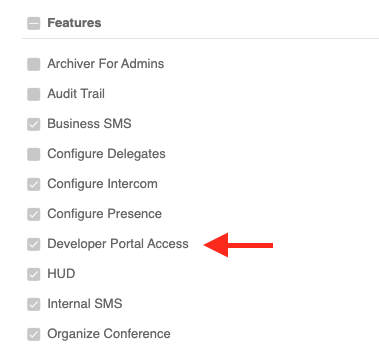 Features
Archiver For Admins
Audit Trail
Business SMS
Configure Delegates
Configure Intercom
Configure Presence
Developer Portal Access
HUD
Internal SMS
Organize Conference